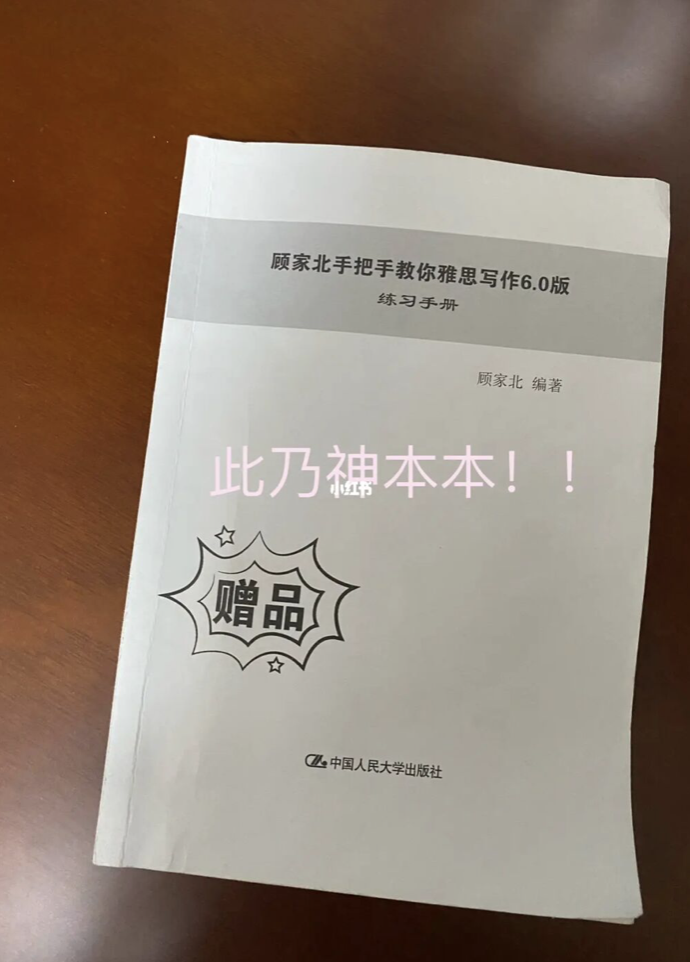 顾家北手把手教你雅思写作6.0版
练习手册
顾家北 编著
此乃神本本！！
小红书
赠品
中国人民大学出版社